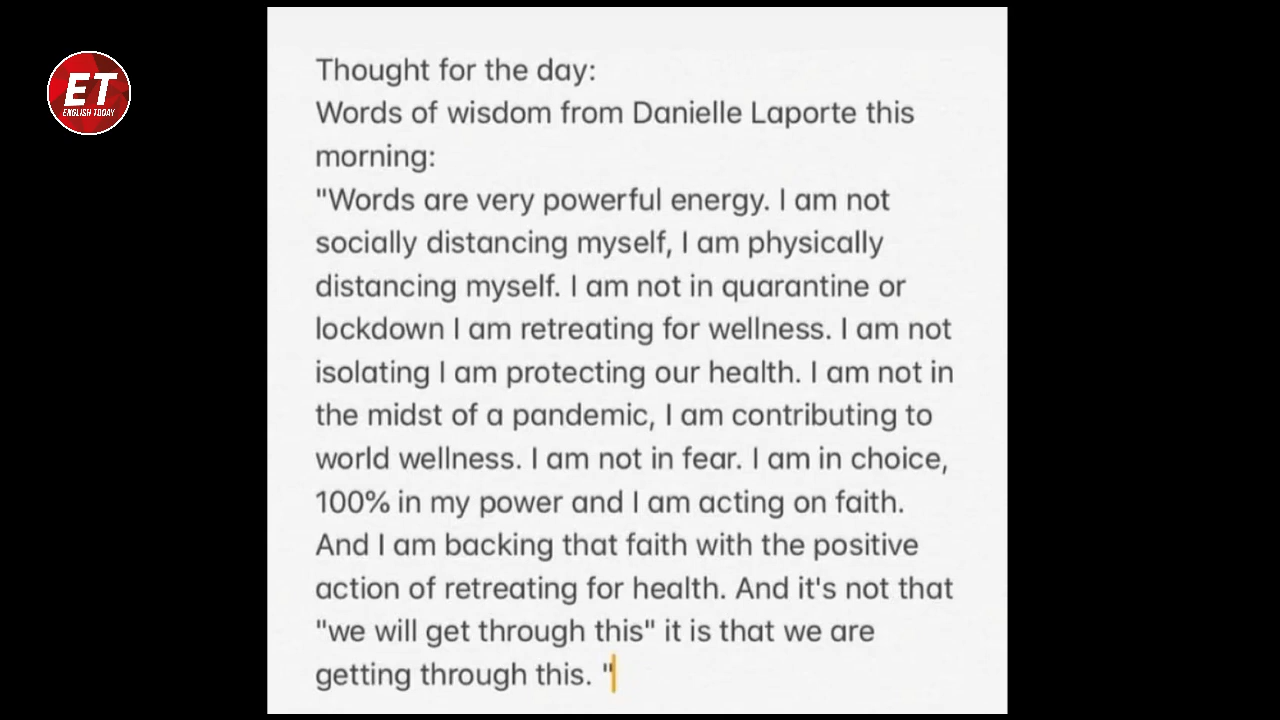 ET
ENGLISH TODAY
Thought for the day:
Words of wisdom from Danielle Laporte this
morning:
"Words are very powerful energy. I am not
socially distancing myself, I am physically
distancing myself. I am not in quarantine or
lockdown I am retreating for wellness. I am not
isolating I am protecting our health. I am not in
the midst of a pandemic, I am contributing to
world wellness. I am not in fear. I am in choice,
100% in my power and I am acting on faith.
And I am backing that faith with the positive
action of retreating for health. And it's not that
"we will get through this" it is that we are
getting through this. "